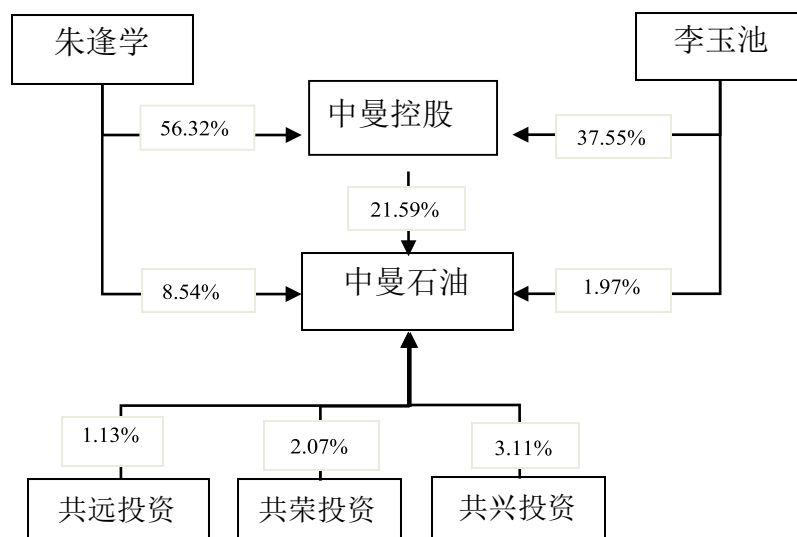 朱逢学
李玉池
中曼控股
56.32%
37.55%
21.59%
中曼石油
8.54%
1.97%
1.13%
2.07%
3.11%
共远投资
共荣投资
共兴投资